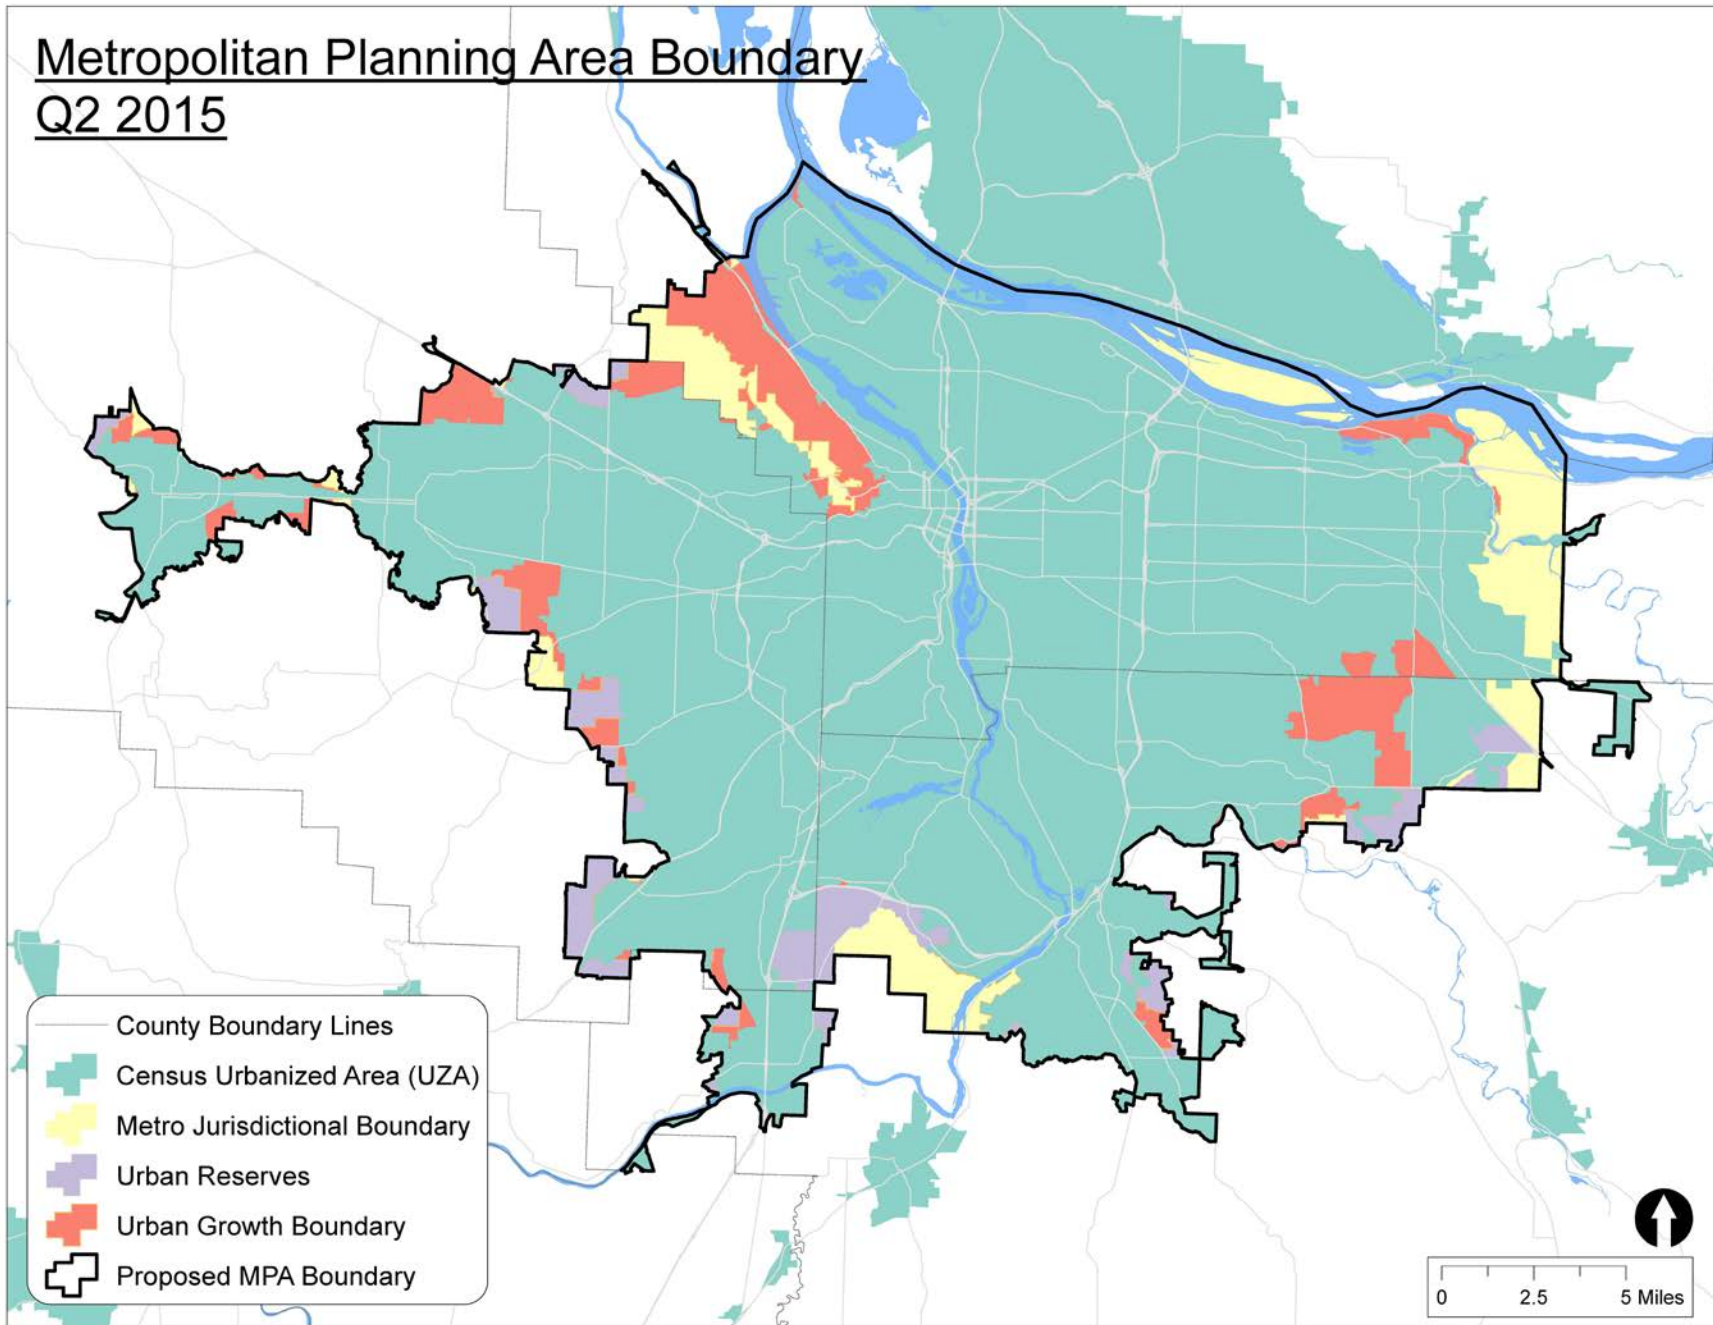 Metropolitan Planning Area Boundary
Q2 2015
County Boundary Lines
Census Urbanized Area (UZA)
Metro Jurisdictional Boundary
Urban Reserves
Urban Growth Boundary
Proposed MPA Boundary
0 2.5 5 Miles